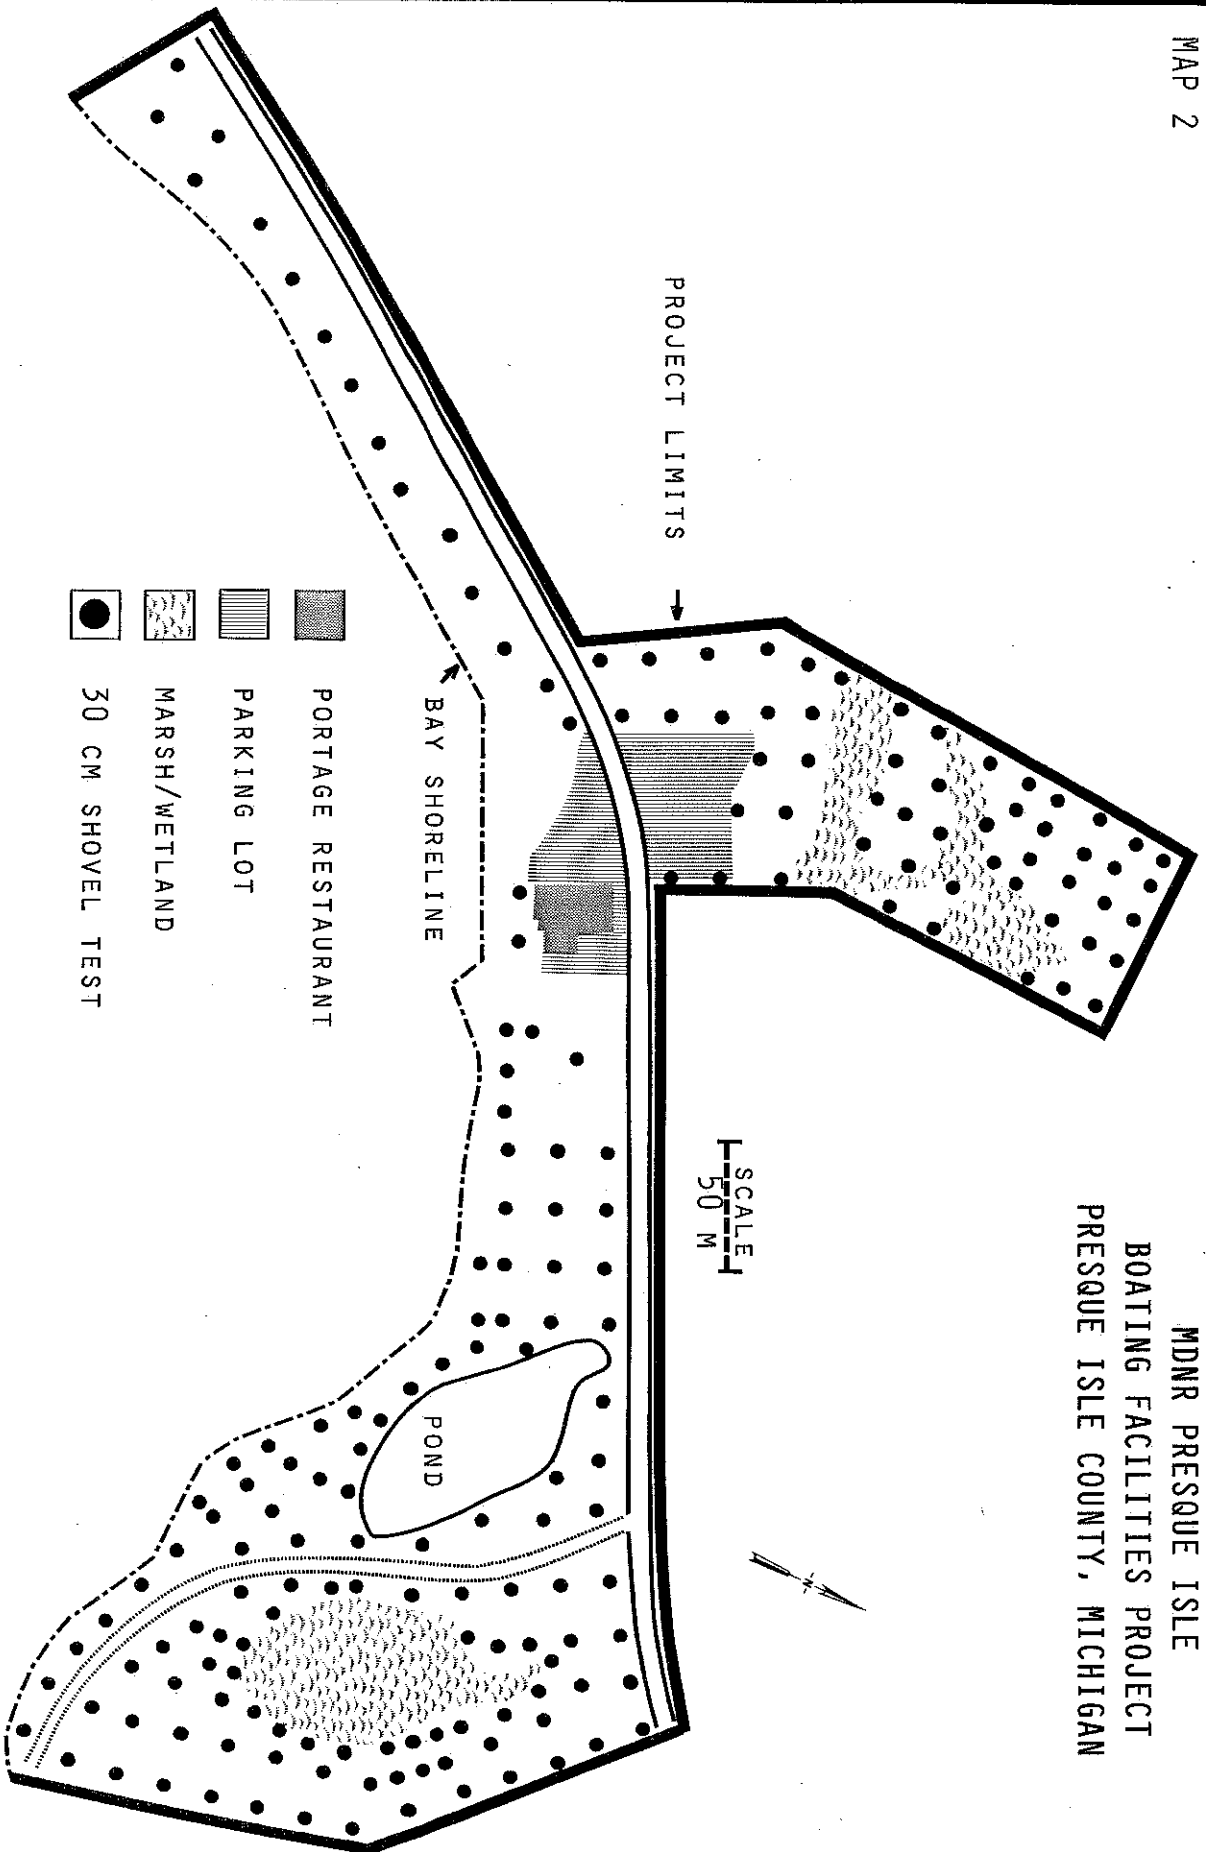 MAP 2
MDNR PRESQUE ISLE
BOATING FACILITIES PROJECT
PRESQUE ISLE COUNTY, MICHIGAN
PROJECT LIMITS
SCALE
50 M
N
BAY SHORELINE
POND
PORTAGE RESTAURANT
PARKING LOT
MARSH/WETLAND
30 CM SHOVEL TEST